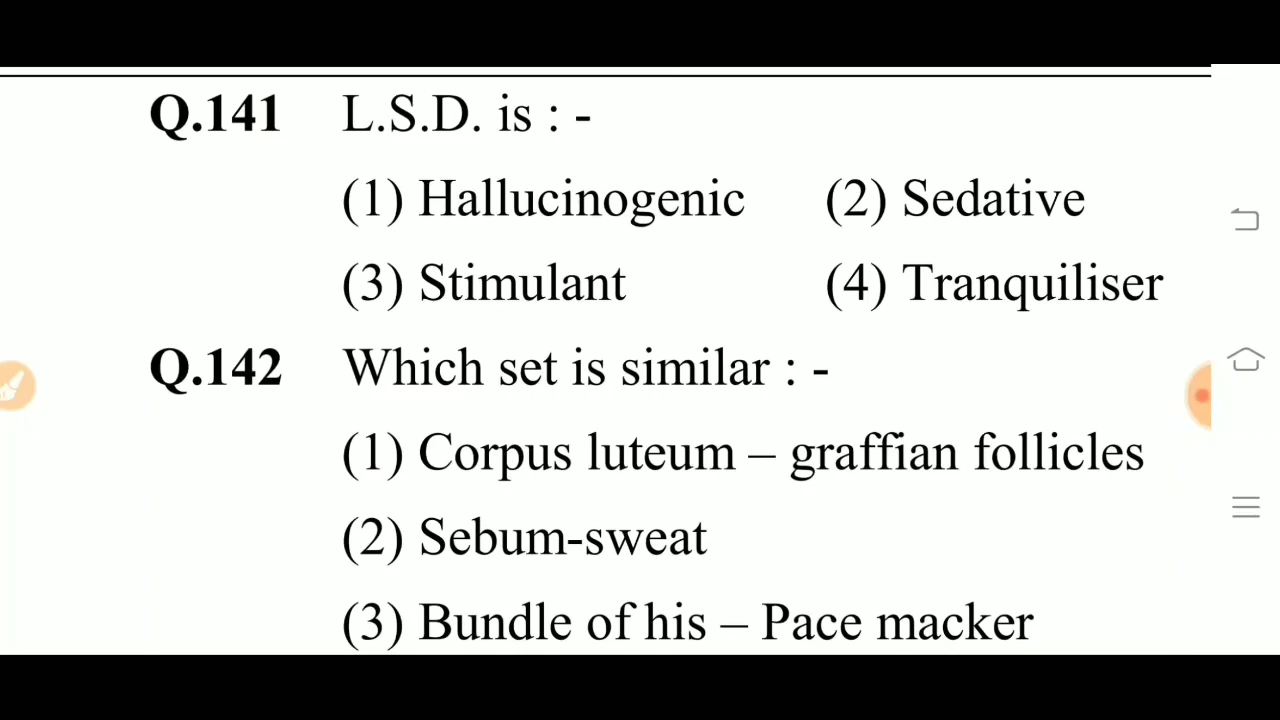 Q.141 L.S.D. is : -
(1) Hallucinogenic (2) Sedative
(3) Stimulant (4) Tranquiliser
Q.142 Which set is similar : -
(1) Corpus luteum – graffian follicles
(2) Sebum-sweat
(3) Bundle of his – Pace macker